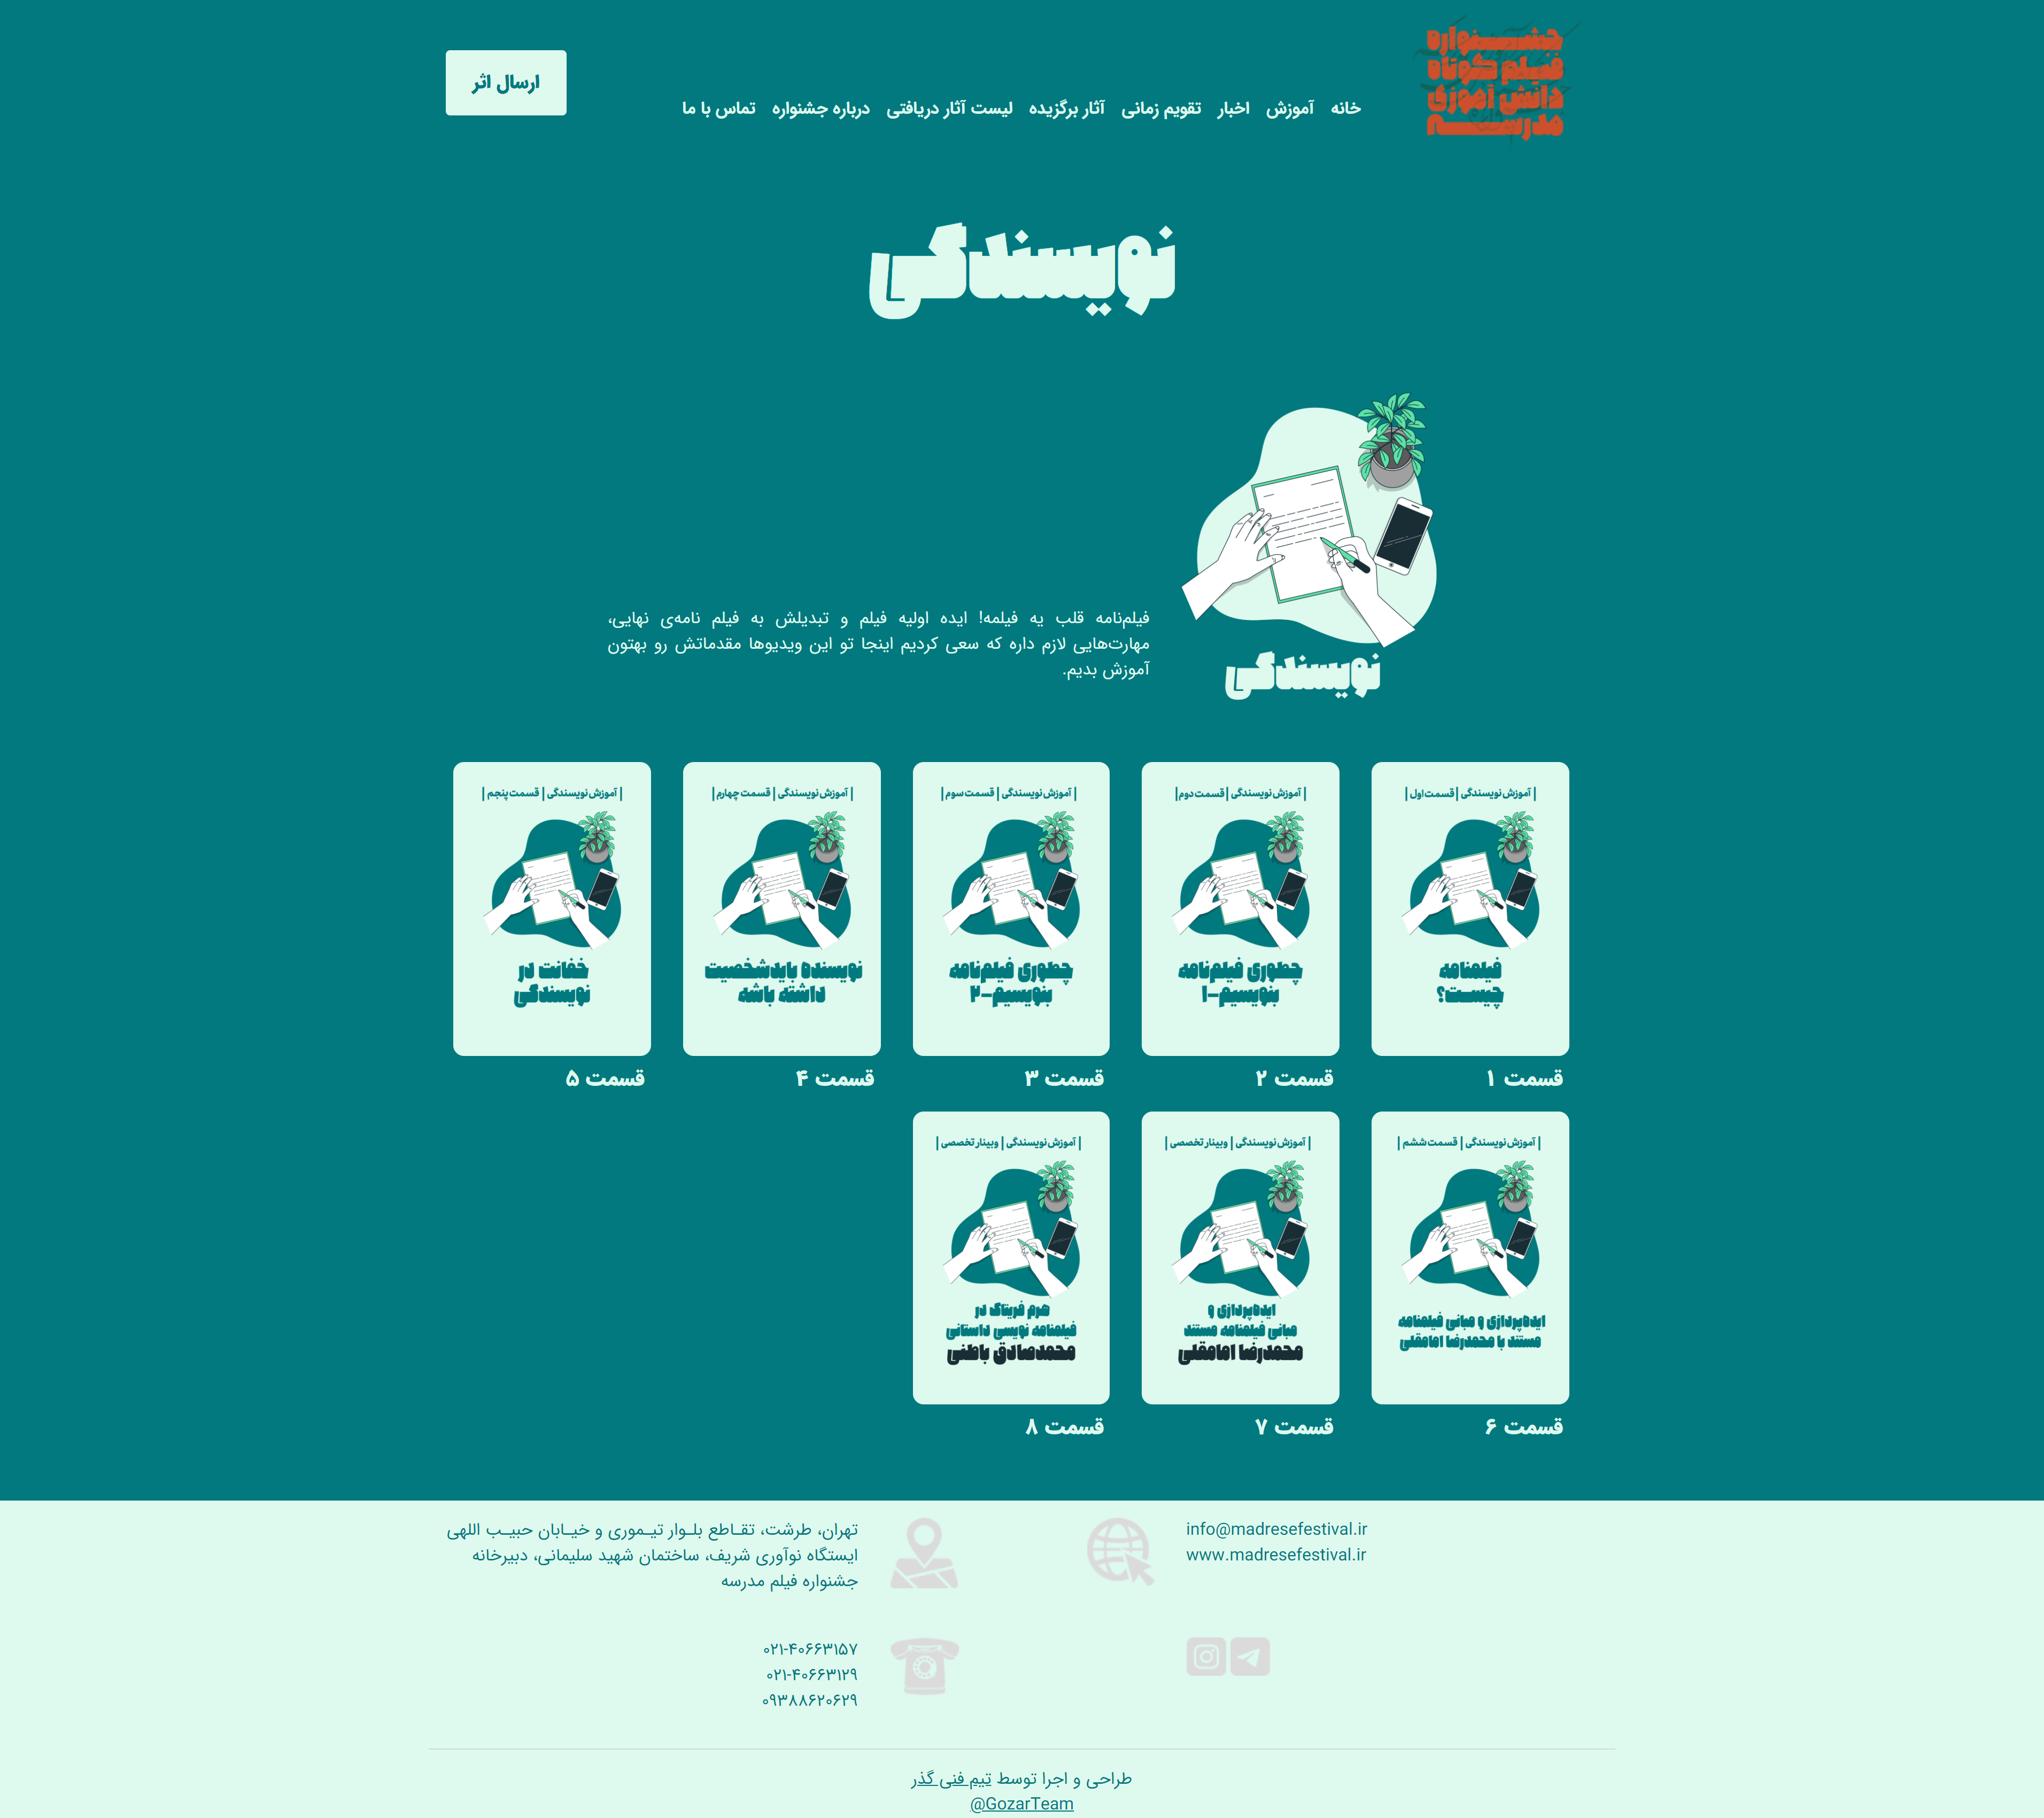 جشنواره
فیلم کوتاه
دانش آموزی
مدرسه
خانه
آموزش
اخبار
تقویم زمانی
آثار برگزیده
لیست آثار دریافتی
درباره جشنواره
تماس با ما
ارسال اثر
نویسندگی
نویسندگی
فیلم‌نامه قلب یه فیلمه! ایده اولیه فیلم و تبدیلش به فیلم نامه‌ی نهایی،
مهارت‌هایی لازم داره که سعی کردیم اینجا تو این ویدیوها مقدماتش رو بهتون
آموزش بدیم.
| آموزش نویسندگی | قسمت اول |
فیلمنامه
چیست؟
قسمت ۱
| آموزش نویسندگی | قسمت دوم |
چطوری فیلم‌نامه
بنویسیم-۱
قسمت ۲
| آموزش نویسندگی | قسمت سوم |
چطوری فیلم‌نامه
بنویسیم-۲
قسمت ۳
| آموزش نویسندگی | قسمت چهارم |
نویسنده باید شخصیت
داشته باشه
قسمت ۴
| آموزش نویسندگی | قسمت پنجم |
خفانت در
نویسندگی
قسمت ۵
| آموزش نویسندگی | قسمت ششم |
ایده‌پردازی و مبانی فیلمنامه
مستند با محمدرضا امامقلی
قسمت ۶
| آموزش نویسندگی | وبینار تخصصی |
ایده‌پردازی و
مبانی فیلمنامه مستند
محمدرضا امامقلی
قسمت ۷
| آموزش نویسندگی | وبینار تخصصی |
هرم فریتاگ در
فیلمنامه نویسی داستانی
محمدصادق باطنی
قسمت ۸
info@madresefestival.ir
www.madresefestival.ir
تهران، طرشت، تقـاطع بلـوار تیـموری و خیـابان حبیـب اللهی
ایستگاه نوآوری شریف، ساختمان شهید سلیمانی، دبیرخانه
جشنواره فیلم مدرسه
۰۲۱-۴۰۶۶۳۱۵۷
۰۲۱-۴۰۶۶۳۱۲۹
۰۹۳۸۸۶۲۰۶۲۹
طراحی و اجرا توسط تیم فنی گذر
@GozarTeam